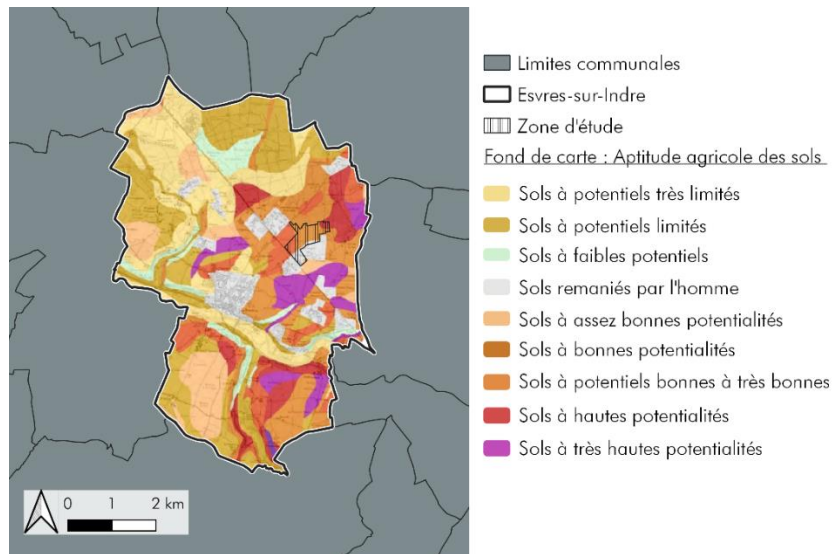 Limites communales
Esvres-sur-Indre
Zone d'étude
Fond de carte : Aptitude agricole des sols
Sols à potentiels très limités
Sols à potentiels limités
Sols à faibles potentiels
Sols remaniés par l'homme
Sols à assez bonnes potentialités
Sols à bonnes potentialités
Sols à potentiels bonnes à très bonnes
Sols à hautes potentialités
Sols à très hautes potentialités
0 1 2 km